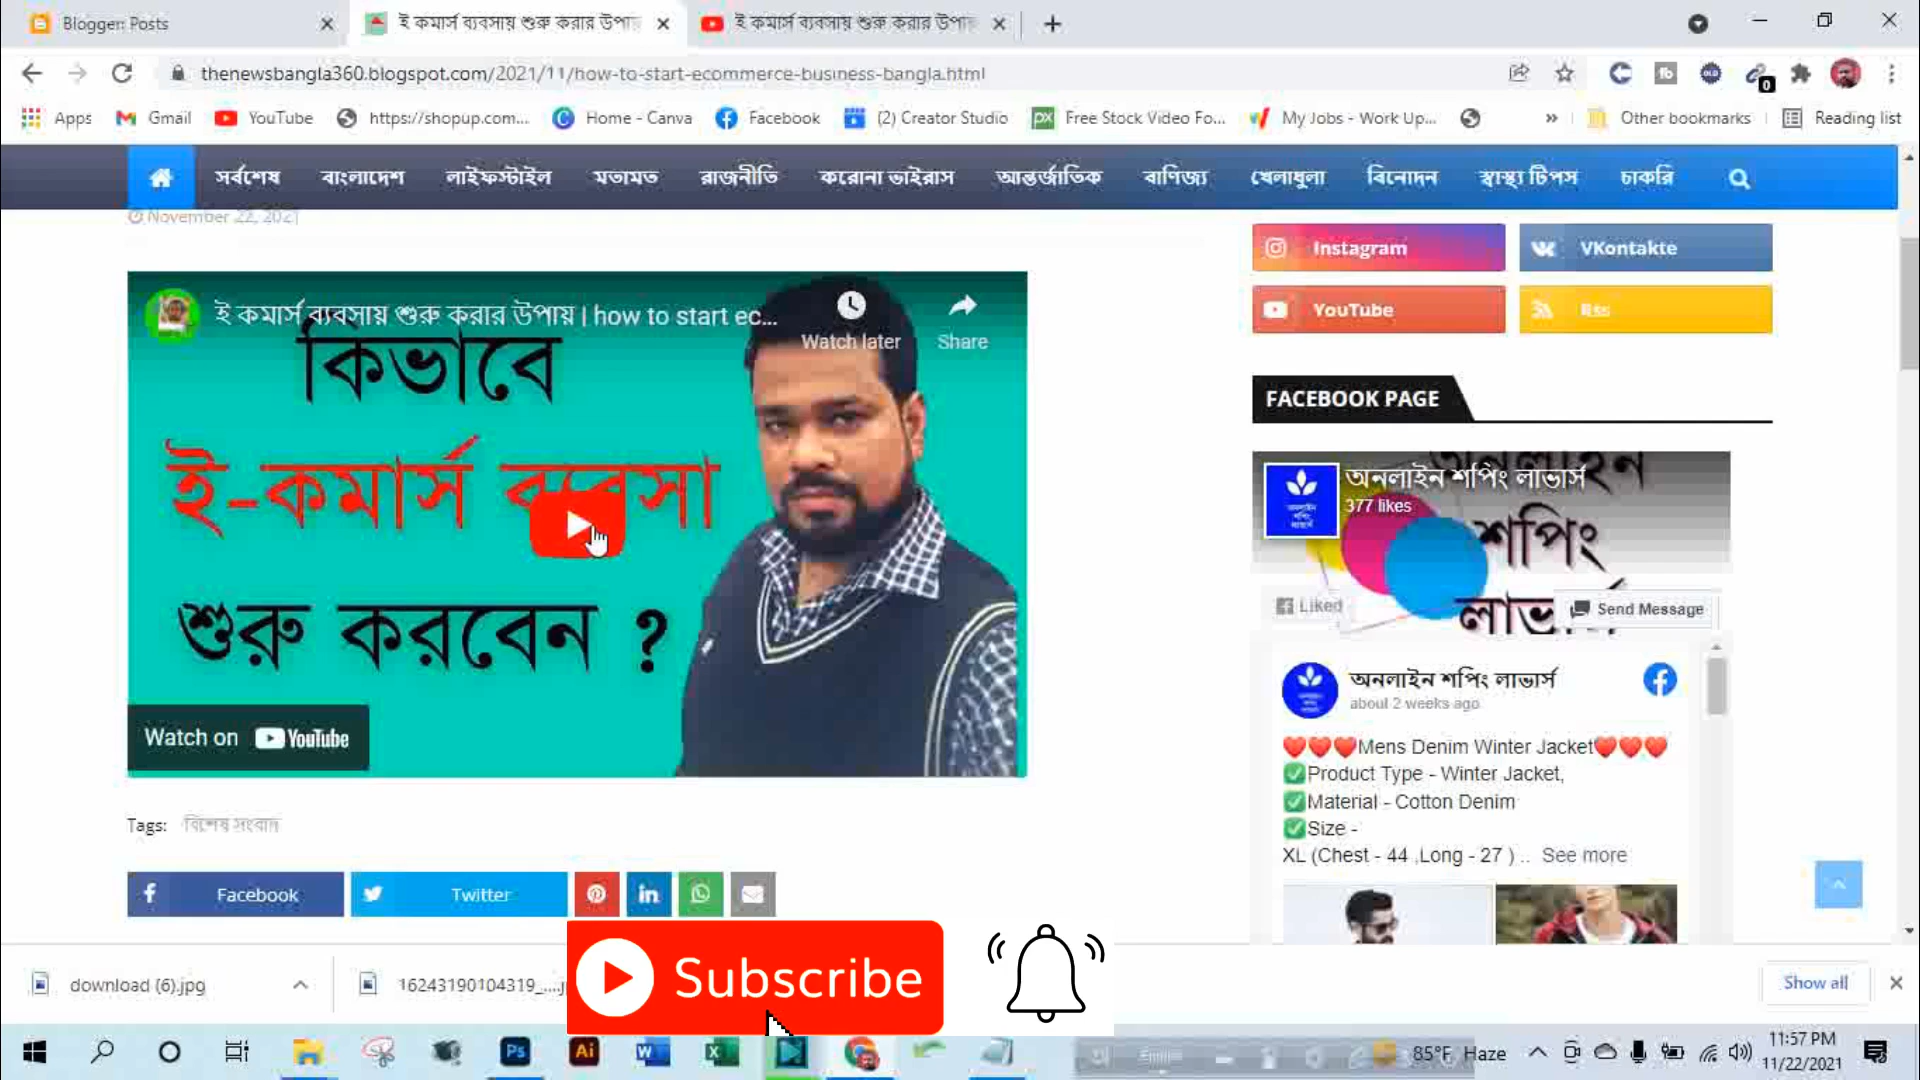 Blogger: Posts
ই কমার্স ব্যবসায় শুরু করার উপা
ই কমার্স ব্যবসায় শুরু করার উপা
thenewsbangla360.blogspot.com/2021/11/how-to-start-ecommerce-business-bangla.html
0
Apps
Gmail
YouTube
https://shopup.com...
Home - Canva
Facebook
(2) Creator Studio
Free Stock Video Fo...
My Jobs - Work Up...
»
Other bookmarks
Reading list
সর্বশেষ
বাংলাদেশ
লাইফস্টাইল
মতামত
রাজনীতি
করোনা ভাইরাস
আন্তর্জাতিক
বাণিজ্য
খেলাধুলা
বিনোদন
স্বাস্থ্য টিপস
চাকরি
November 22, 2021
ই কমার্স ব্যবসায় শুরু করার উপায় | how to start ec...
Watch later
Share
কিভাবে
ই-কমার্স ব্যবসা
শুরু করবেন ?
Watch on YouTube
Instagram
VKontakte
YouTube
Rss
FACEBOOK PAGE
অনলাইন শপিং লাভার্স
377 likes
শপিং
Liked
Send Message
অনলাইন শপিং লাভার্স
about 2 weeks ago
❤️❤️❤️Mens Denim Winter Jacket❤️❤️❤️
✅Product Type - Winter Jacket,
✅Material - Cotton Denim
✅Size -
XL (Chest - 44 ,Long - 27 ) ... See more
Tags: বিশেষ সংবাদ
Facebook
Twitter
Subscribe
download (6).jpg
16243190104319_....j
Show all
Ps
Ai
85°F Haze
11:57 PM
11/22/2021